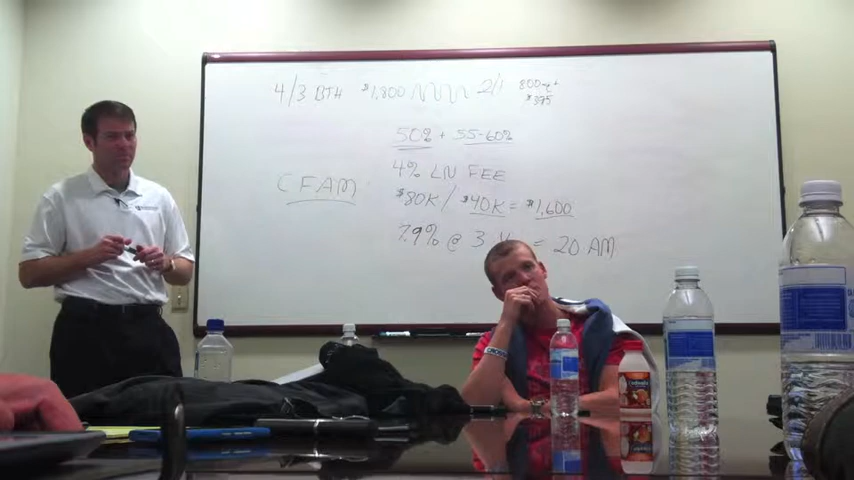 4/3 BTH $1,800 2/1 800
$395
50% + 55-60%
4% LN FEE
CFAM
$80K / $40K = $1,600
7.9% @ 3 = 20 AM